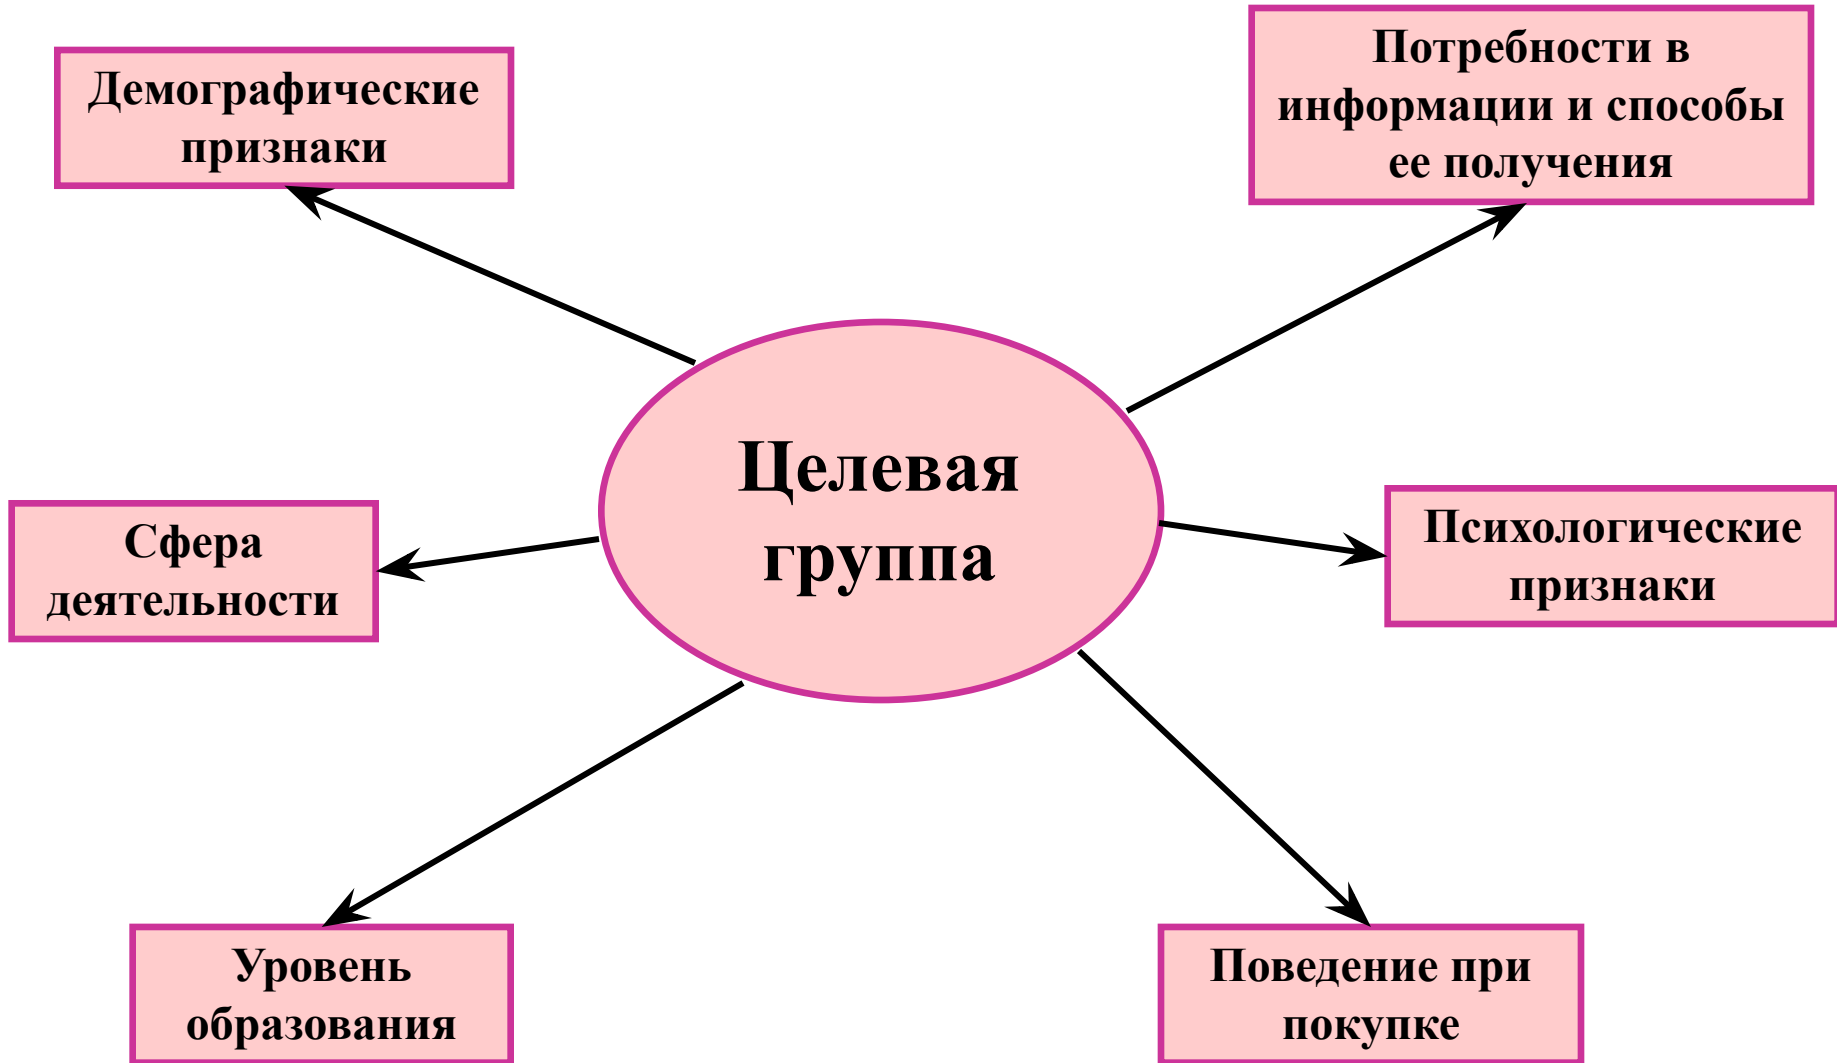 Демографические
признаки
Потребности в
информации и способы
ее получения
Целевая
группа
Сфера
деятельности
Психологические
признаки
Уровень
образования
Поведение при
покупке